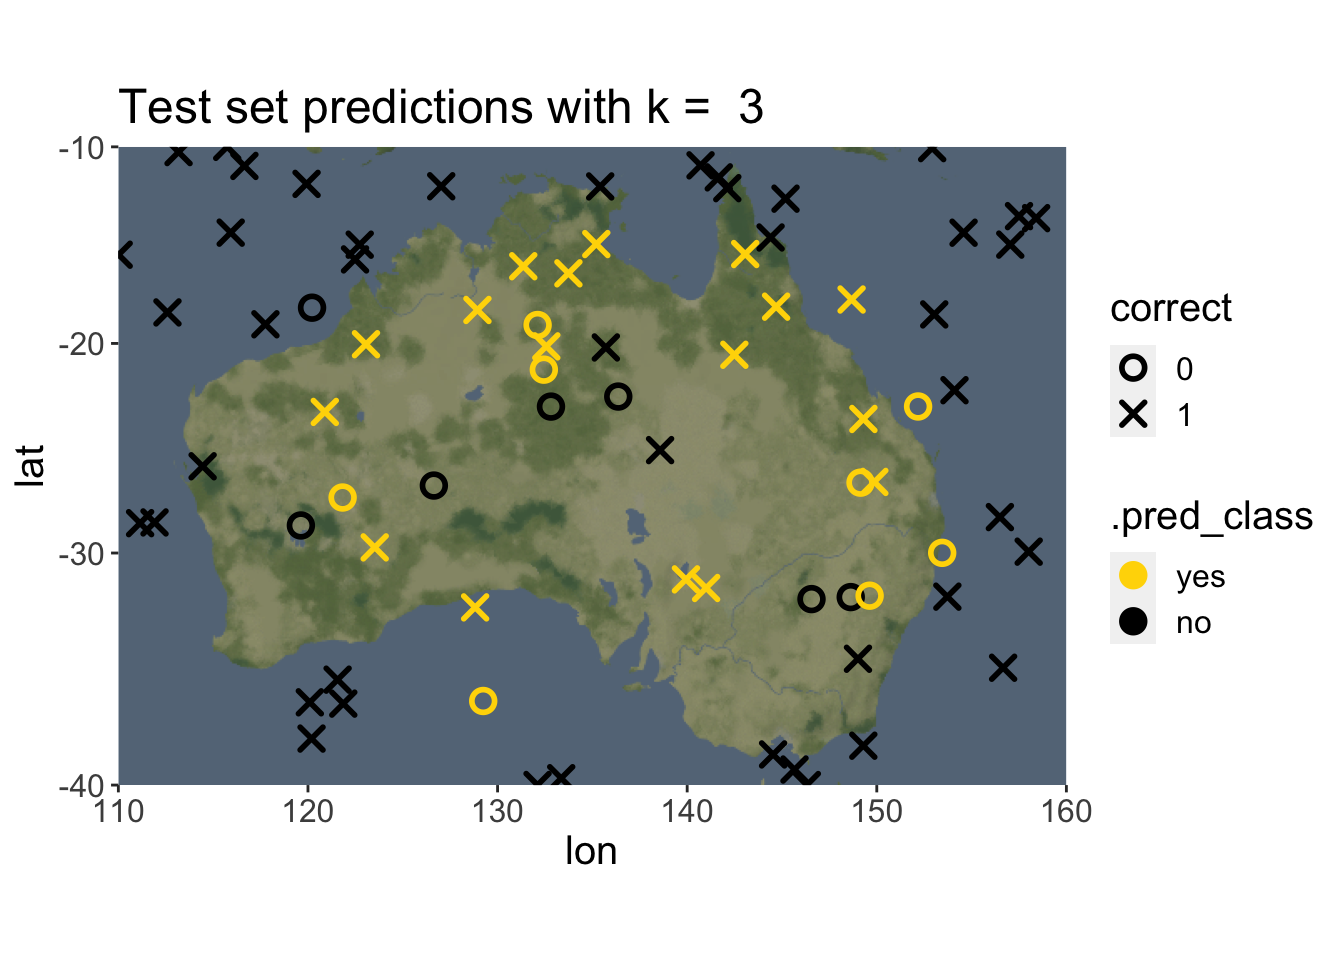 Test set predictions with k =  3
-10
-20
-30
-40
lat
110 120 130 140 150 160
lon
correct
0
1
.pred_class
yes
no